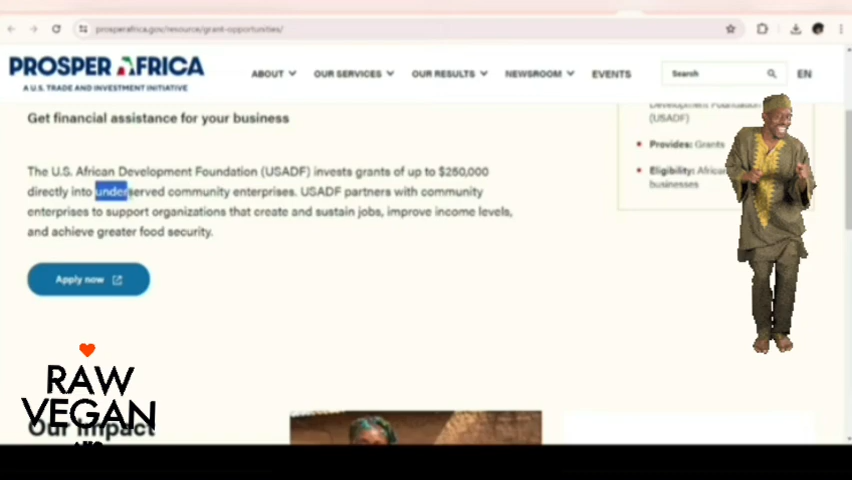 prosperafrica.gov/resource/grant-opportunities/
PROSPER AFRICA
A U.S. TRADE AND INVESTMENT INITIATIVE
ABOUT OUR SERVICES OUR RESULTS NEWSROOM EVENTS Search EN
Get financial assistance for your business
The U.S. African Development Foundation (USADF) invests grants of up to $250,000
directly into underserved community enterprises. USADF partners with community
enterprises to support organizations that create and sustain jobs, improve income levels,
and achieve greater food security.
Apply now
Development Foundation
(USADF)
Provides: Grants
Eligibility: African
businesses
RAW
VEGAN
Our Impact